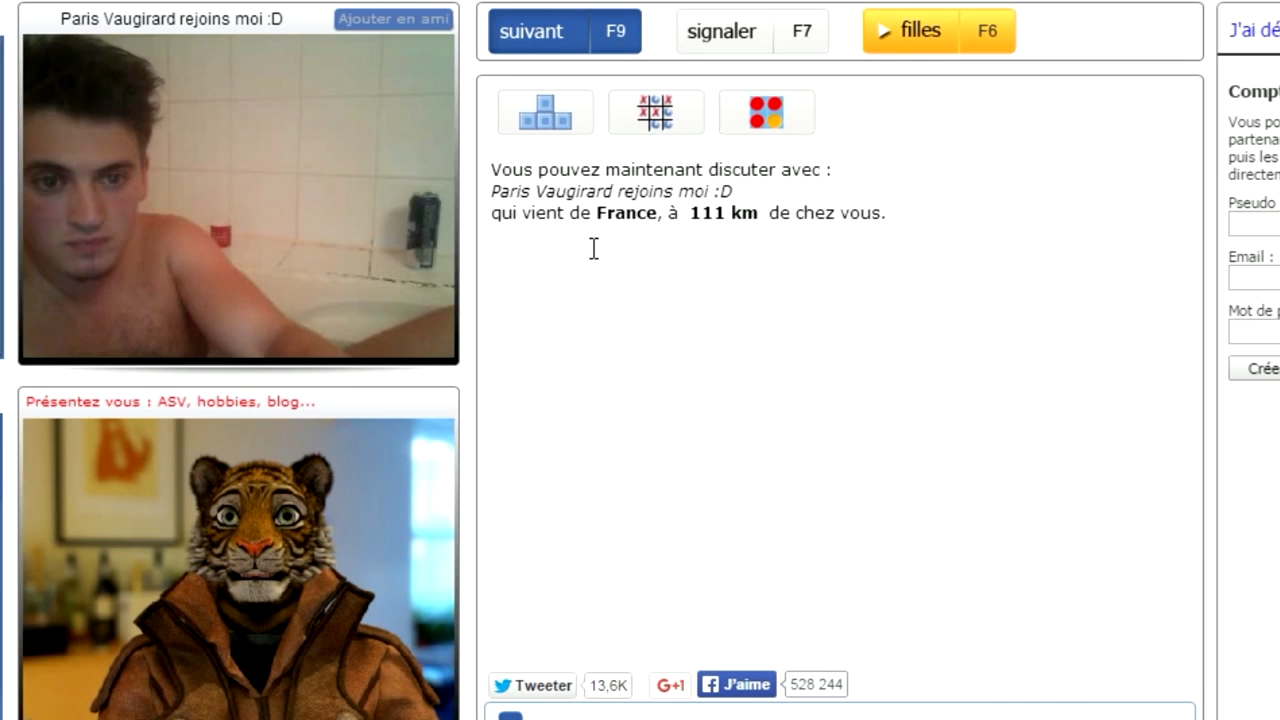 Paris Vaugirard rejoins moi :D
Ajouter en ami
suivant F9
signaler F7
filles F6
J'ai dé
Vous pouvez maintenant discuter avec :
Paris Vaugirard rejoins moi :D
qui vient de France, à 111 km de chez vous.
Compt
Vous po
partena
puis les
directem
Pseudo
Email :
Mot de p
Crée
Présentez vous : ASV, hobbies, blog...
Tweeter 13,6K G+1 J'aime 528 244